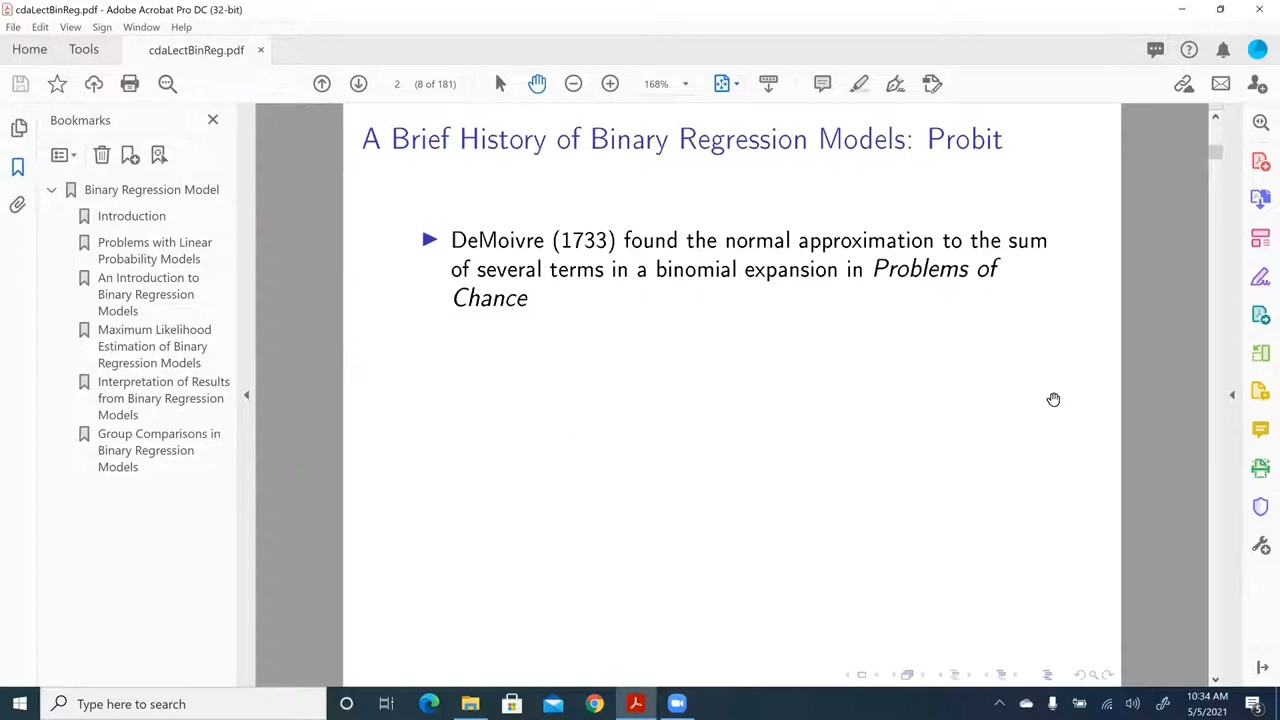 cdaLectBinReg.pdf - Adobe Acrobat Pro DC (32-bit)
File Edit View Sign Window Help
Home Tools cdaLectBinReg.pdf ×
2 (8 of 181) 168%
Bookmarks
Binary Regression Model
Introduction
Problems with Linear
Probability Models
An Introduction to
Binary Regression
Models
Maximum Likelihood
Estimation of Binary
Regression Models
Interpretation of Results
from Binary Regression
Models
Group Comparisons in
Binary Regression
Models
A Brief History of Binary Regression Models: Probit
DeMoivre (1733) found the normal approximation to the sum
of several terms in a binomial expansion in Problems of
Chance
Type here to search
10:34 AM
5/5/2021
5